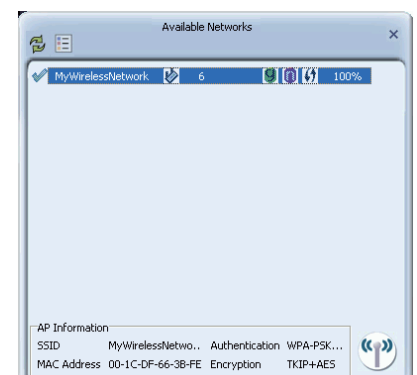 Available Networks
MyWirelessNetwork 6 g n 100%
AP Information
SSID MyWirelessNetwo.. Authentication WPA-PSK...
MAC Address 00-1C-DF-66-3B-FE Encryption TKIP+AES